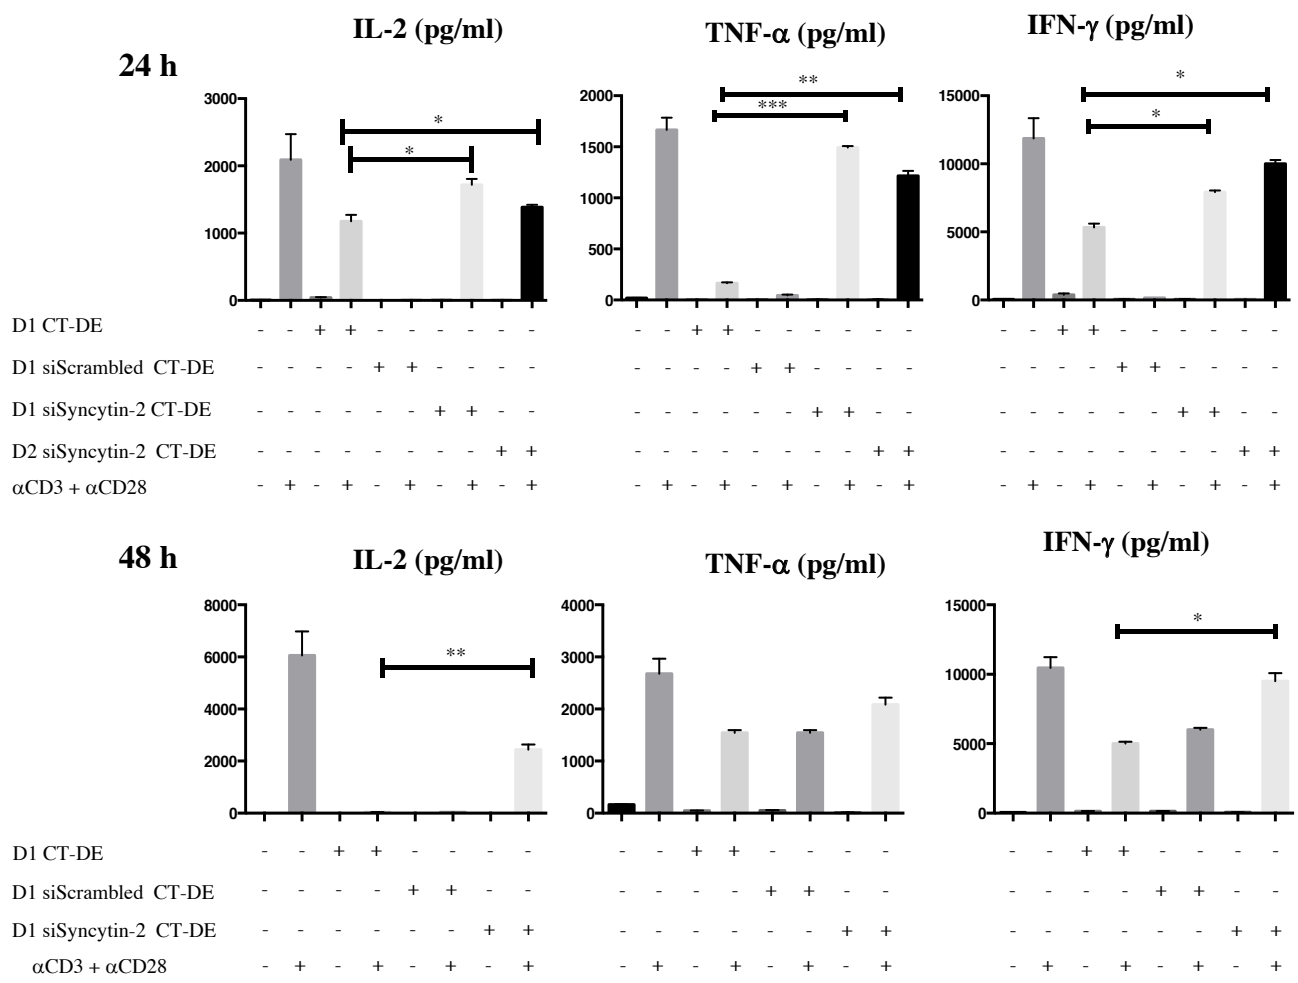 IL-2 (pg/ml)
TNF-α (pg/ml)
IFN-γ (pg/ml)
24 h
3000
2000
1000
0
*
*
2000
1500
1000
500
0
**
***
15000
10000
5000
0
*
*
D1 CT-DE - - + + - - - - - - - - + + - - - - - - - - + + - - - - - -
D1 siScrambled CT-DE - - - - + + - - - - - - - - + + - - - - - - - - + + - - - -
D1 siSyncytin-2 CT-DE - - - - - - + + - - - - - - - - + + - - - - - - - - + + - -
D2 siSyncytin-2 CT-DE - - - - - - - - + + - - - - - - - - + + - - - - - - - - + +
αCD3 + αCD28 - + - + - + - + - + - + - + - + - + - + - + - + - + - + - +
48 h
IL-2 (pg/ml)
TNF-α (pg/ml)
IFN-γ (pg/ml)
8000
6000
4000
2000
0
**
4000
3000
2000
1000
0
15000
10000
5000
0
*
D1 CT-DE - - + + - - - - - - + + - - - - - - + + - - - -
D1 siScrambled CT-DE - - - - + + - - - - - - + + - - - - - - + + - -
D1 siSyncytin-2 CT-DE - - - - - - + + - - - - - - + + - - - - - - + +
αCD3 + αCD28 - + - + - + - + - + - + - + - + - + - + - + - +